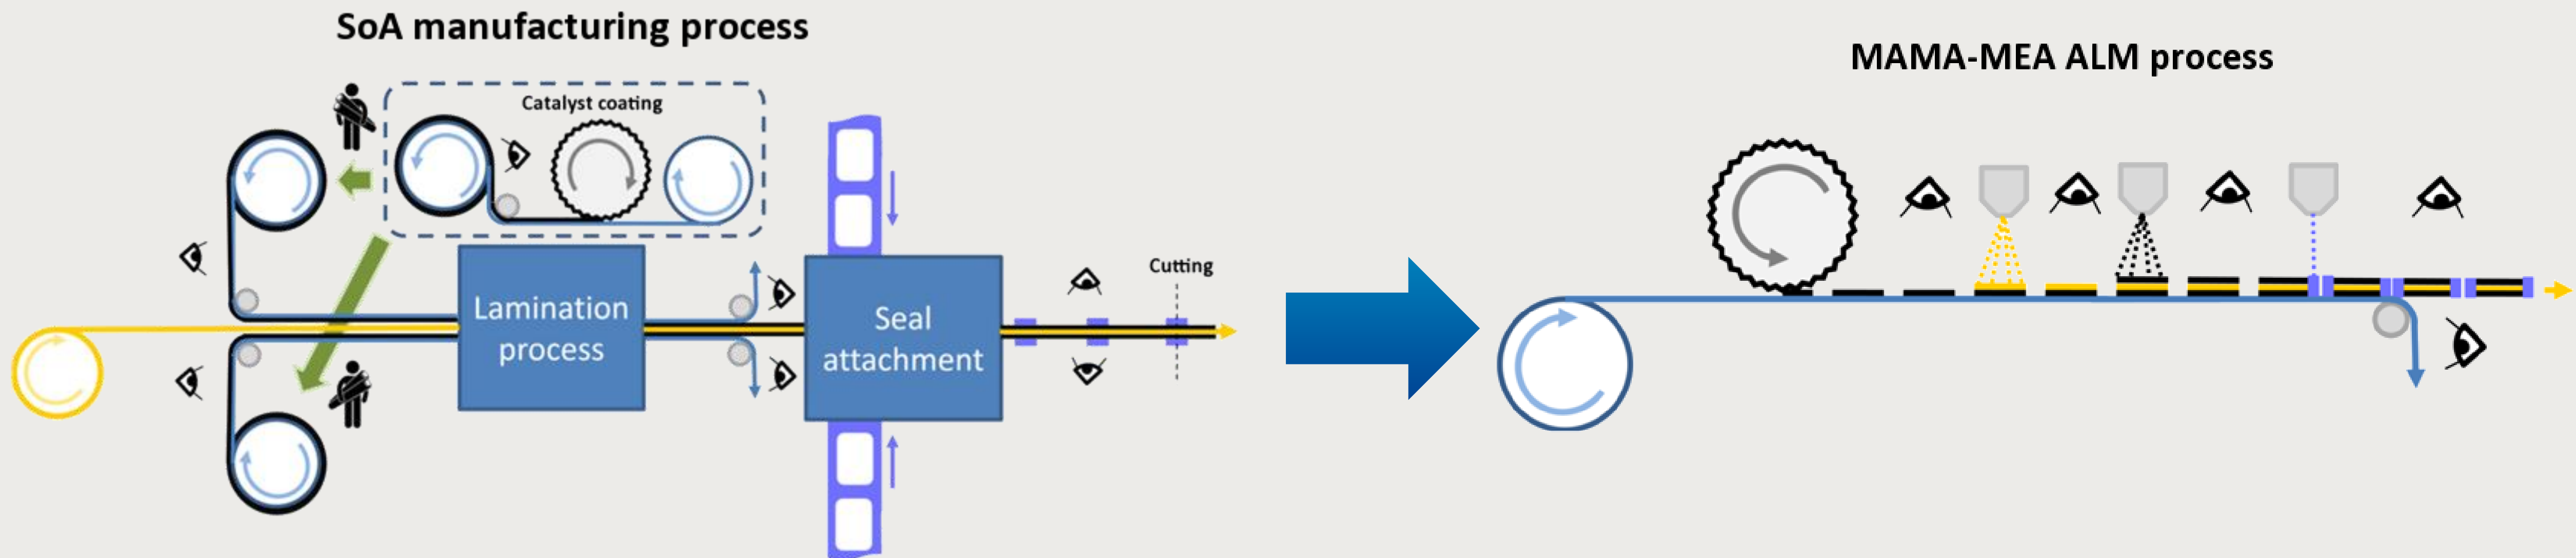 SoA manufacturing process
Catalyst coating
Lamination
process
Seal
attachment
Cutting
MAMA-MEA ALM process